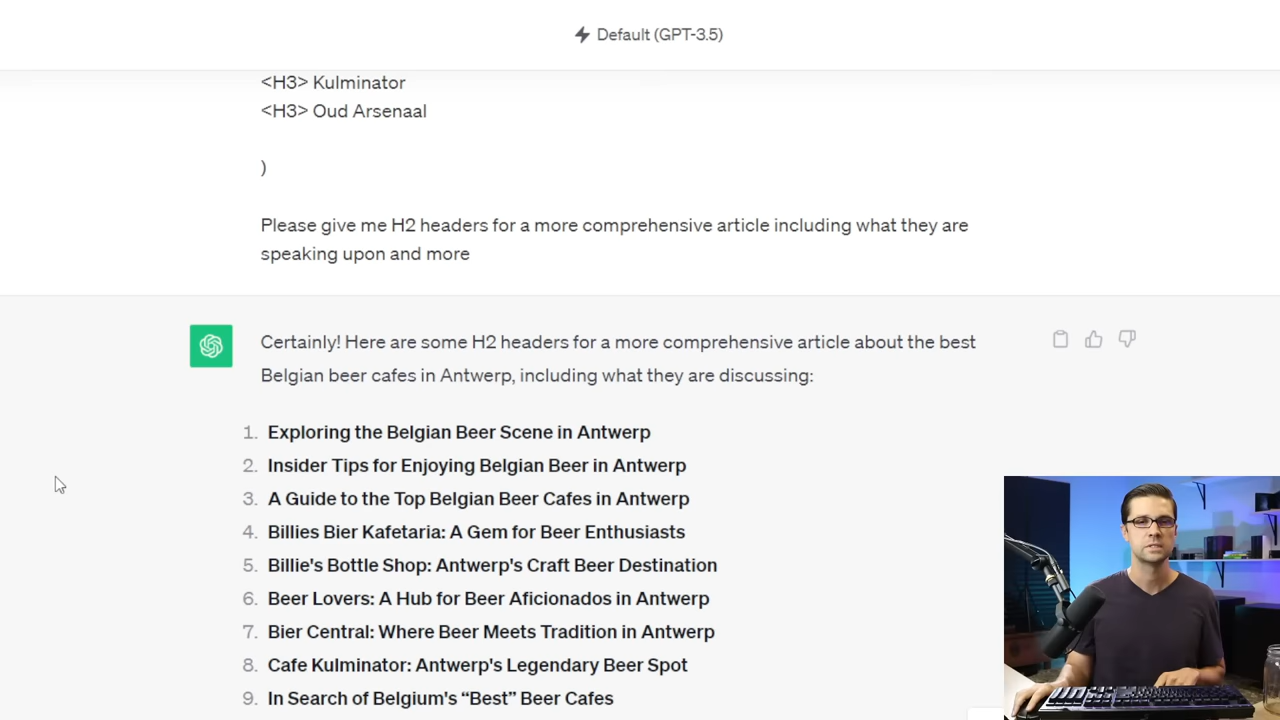 Default (GPT-3.5)
<H3> Kulminator
<H3> Oud Arsenaal
)
Please give me H2 headers for a more comprehensive article including what they are
speaking upon and more
Certainly! Here are some H2 headers for a more comprehensive article about the best
Belgian beer cafes in Antwerp, including what they are discussing:
1. Exploring the Belgian Beer Scene in Antwerp
2. Insider Tips for Enjoying Belgian Beer in Antwerp
3. A Guide to the Top Belgian Beer Cafes in Antwerp
4. Billies Bier Kafetaria: A Gem for Beer Enthusiasts
5. Billie's Bottle Shop: Antwerp's Craft Beer Destination
6. Beer Lovers: A Hub for Beer Aficionados in Antwerp
7. Bier Central: Where Beer Meets Tradition in Antwerp
8. Cafe Kulminator: Antwerp's Legendary Beer Spot
9. In Search of Belgium's “Best” Beer Cafes